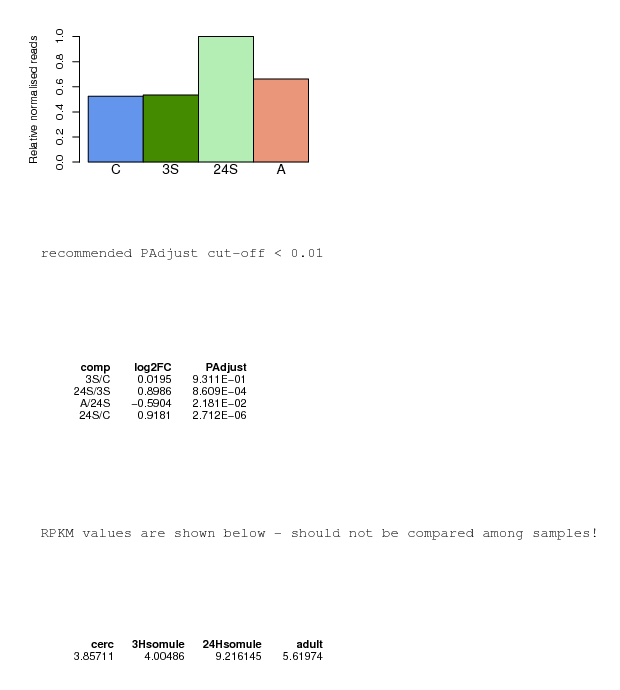 Relative normalised reads
1.0
0.8
0.6
0.4
0.2
0.0
C 3S 24S A
recommended PAdjust cut-off < 0.01
comp log2FC PAdjust
3S/C 0.0195 9.311E-01
24S/3S 0.8986 8.609E-04
A/24S -0.5904 2.181E-02
24S/C 0.9181 2.712E-06
RPKM values are shown below - should not be compared among samples!
cerc 3Hsomule 24Hsomule adult
3.85711 4.00486 9.216145 5.61974